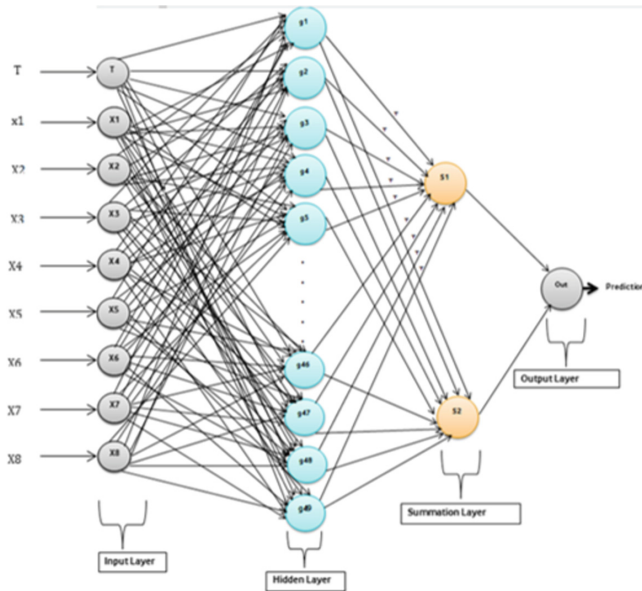 T
x1
X2
X3
X4
X5
X6
X7
X8
T
X1
X2
X3
X4
X5
X6
X7
X8
g1
g2
g3
g4
g5
g46
g47
g48
g49
S1
S2
Out
Prediction
Input Layer
Hidden Layer
Summation Layer
Output Layer